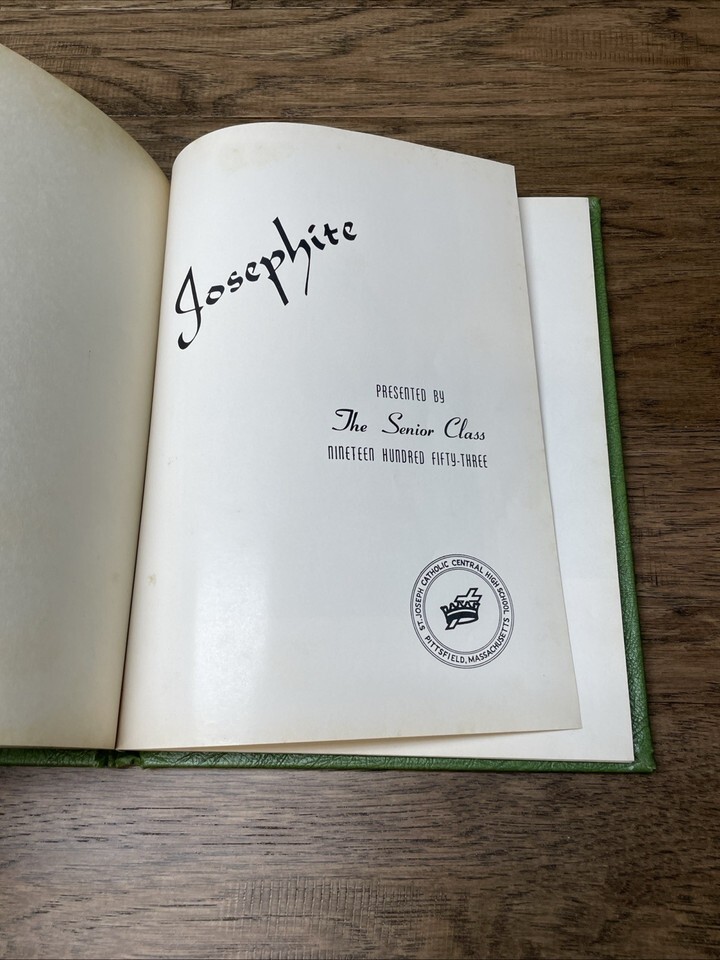 Josephite
PRESENTED BY
The Senior Class
NINETEEN HUNDRED FIFTY-THREE
ST. JOSEPH CATHOLIC CENTRAL HIGH SCHOOL
PITTSFIELD, MASSACHUSETTS